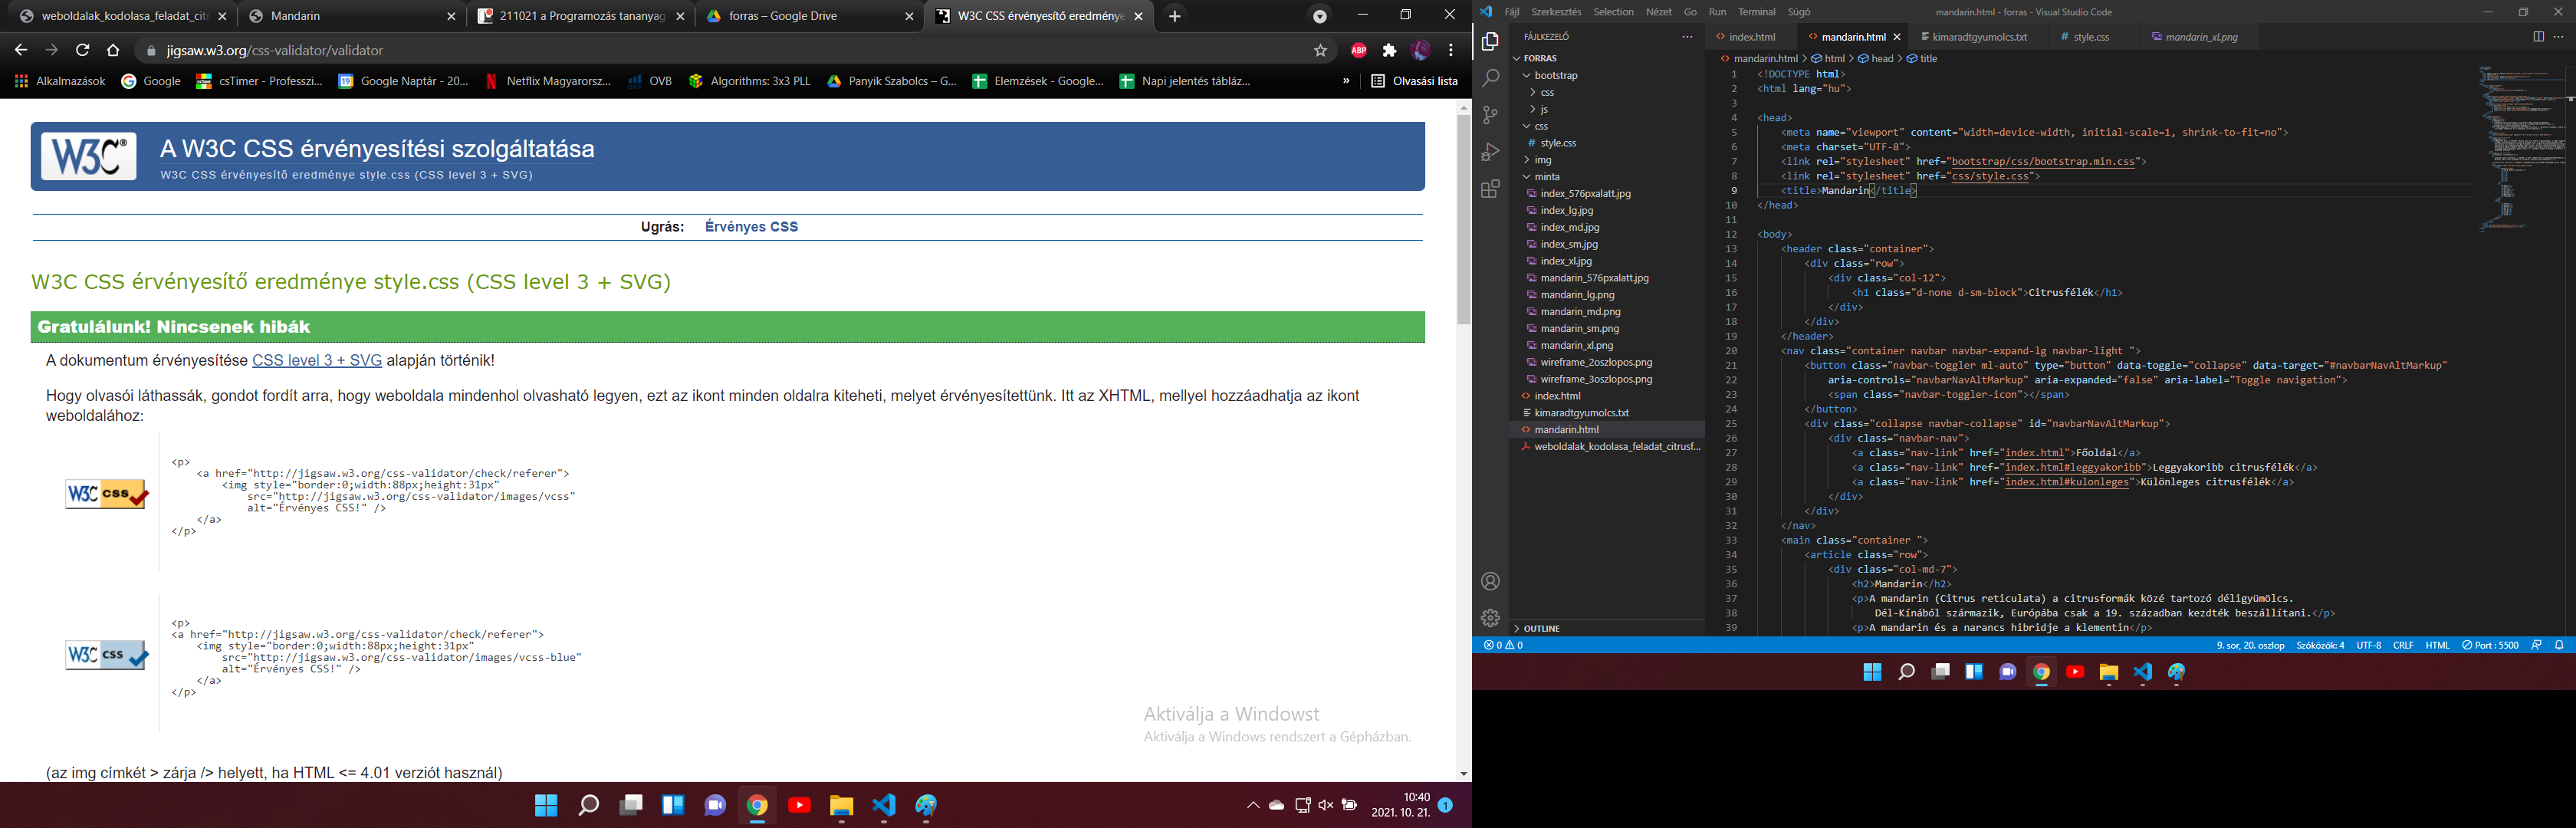 weboldalak_kodolasa_feladat_citr
Mandarin
211021 a Programozás tananyag
forras – Google Drive
W3C CSS érvényesítő eredménye
jigsaw.w3.org/css-validator/validator
ABP
Alkalmazások
Google
csTimer - Professzi...
Google Naptár - 20...
Netflix Magyarorsz...
OVB
Algorithms: 3x3 PLL
Panyik Szabolcs – G...
Elemzések - Google...
Napi jelentés tábláz...
»
Olvasási lista
W3C®
A W3C CSS érvényesítési szolgáltatása
W3C CSS érvényesítő eredménye style.css (CSS level 3 + SVG)
Ugrás: Érvényes CSS
W3C CSS érvényesítő eredménye style.css (CSS level 3 + SVG)
Gratulálunk! Nincsenek hibák
A dokumentum érvényesítése CSS level 3 + SVG alapján történik!
Hogy olvasói láthassák, gondot fordít arra, hogy weboldala mindenhol olvasható legyen, ezt az ikont minden oldalra kiteheti, melyet érvényesítettünk. Itt az XHTML, mellyel hozzáadhatja az ikont
weboldalához:
W3C css
<p>
<a href="http://jigsaw.w3.org/css-validator/check/referer">
<img style="border:0;width:88px;height:31px"
src="http://jigsaw.w3.org/css-validator/images/vcss"
alt="Érvényes CSS!" />
</a>
</p>
W3C css
<p>
<a href="http://jigsaw.w3.org/css-validator/check/referer">
<img style="border:0;width:88px;height:31px"
src="http://jigsaw.w3.org/css-validator/images/vcss-blue"
alt="Érvényes CSS!" />
</a>
</p>
Aktiválja a Windowst
Aktiválja a Windows rendszert a Gépházban.
(az img címkét > zárja /> helyett, ha HTML <= 4.01 verziót használ)
10:40
2021. 10. 21.
1
Fájl Szerkesztés Selection Nézet Go Run Terminal Súgó
mandarin.html - forras - Visual Studio Code
FÁJLKEZELŐ
FORRAS
bootstrap
css
js
css
style.css
img
minta
index_576pxalatt.jpg
index_lg.jpg
index_md.jpg
index_sm.jpg
index_xl.jpg
mandarin_576pxalatt.jpg
mandarin_lg.png
mandarin_md.png
mandarin_sm.png
mandarin_xl.png
wireframe_2oszlopos.png
wireframe_3oszlopos.png
index.html
kimaradtgyumolcs.txt
mandarin.html
weboldalak_kodolasa_feladat_citrusf...
OUTLINE
index.html
mandarin.html
kimaradtgyumolcs.txt
style.css
mandarin_xl.png
mandarin.html > html > head > title
1 <!DOCTYPE html>
2 <html lang="hu">
3
4 <head>
5 <meta name="viewport" content="width=device-width, initial-scale=1, shrink-to-fit=no">
6 <meta charset="UTF-8">
7 <link rel="stylesheet" href="bootstrap/css/bootstrap.min.css">
8 <link rel="stylesheet" href="css/style.css">
9 <title>Mandarin</title>
10 </head>
11
12 <body>
13 <header class="container">
14 <div class="row">
15 <div class="col-12">
16 <h1 class="d-none d-sm-block">Citrusfélék</h1>
17 </div>
18 </div>
19 </header>
20 <nav class="container navbar navbar-expand-lg navbar-light ">
21 <button class="navbar-toggler ml-auto" type="button" data-toggle="collapse" data-target="#navbarNavAltMarkup"
22 aria-controls="navbarNavAltMarkup" aria-expanded="false" aria-label="Toggle navigation">
23 <span class="navbar-toggler-icon"></span>
24 </button>
25 <div class="collapse navbar-collapse" id="navbarNavAltMarkup">
26 <div class="navbar-nav">
27 <a class="nav-link" href="index.html">Főoldal</a>
28 <a class="nav-link" href="index.html#leggyakoribb">Leggyakoribb citrusfélék</a>
29 <a class="nav-link" href="index.html#kulonleges">Különleges citrusfélék</a>
30 </div>
31 </div>
32 </nav>
33 <main class="container ">
34 <article class="row">
35 <div class="col-md-7">
36 <h2>Mandarin</h2>
37 <p>A mandarin (Citrus reticulata) a citrusformák közé tartozó déligyümölcs.
38 Dél-Kínából származik, Európába csak a 19. században kezdték beszállítani.</p>
39 <p>A mandarin és a narancs hibridje a klementin</p>
0 0
9. sor, 20. oszlop
Szóközök: 4
UTF-8
CRLF
HTML
Port : 5500